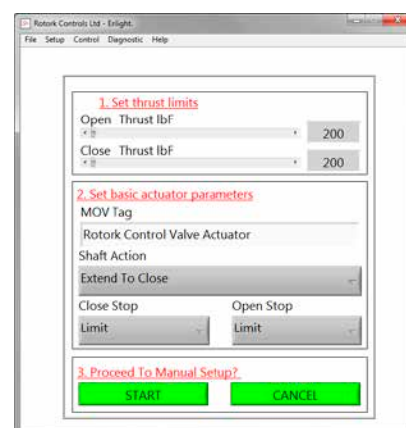 Rotork Controls Ltd - Enlight.
File Setup Control Diagnostic Help
1. Set thrust limits
Open Thrust lbF
200
Close Thrust lbF
200
2. Set basic actuator parameters
MOV Tag
Rotork Control Valve Actuator
Shaft Action
Extend To Close
Close Stop Open Stop
Limit Limit
3. Proceed To Manual Setup?
START CANCEL